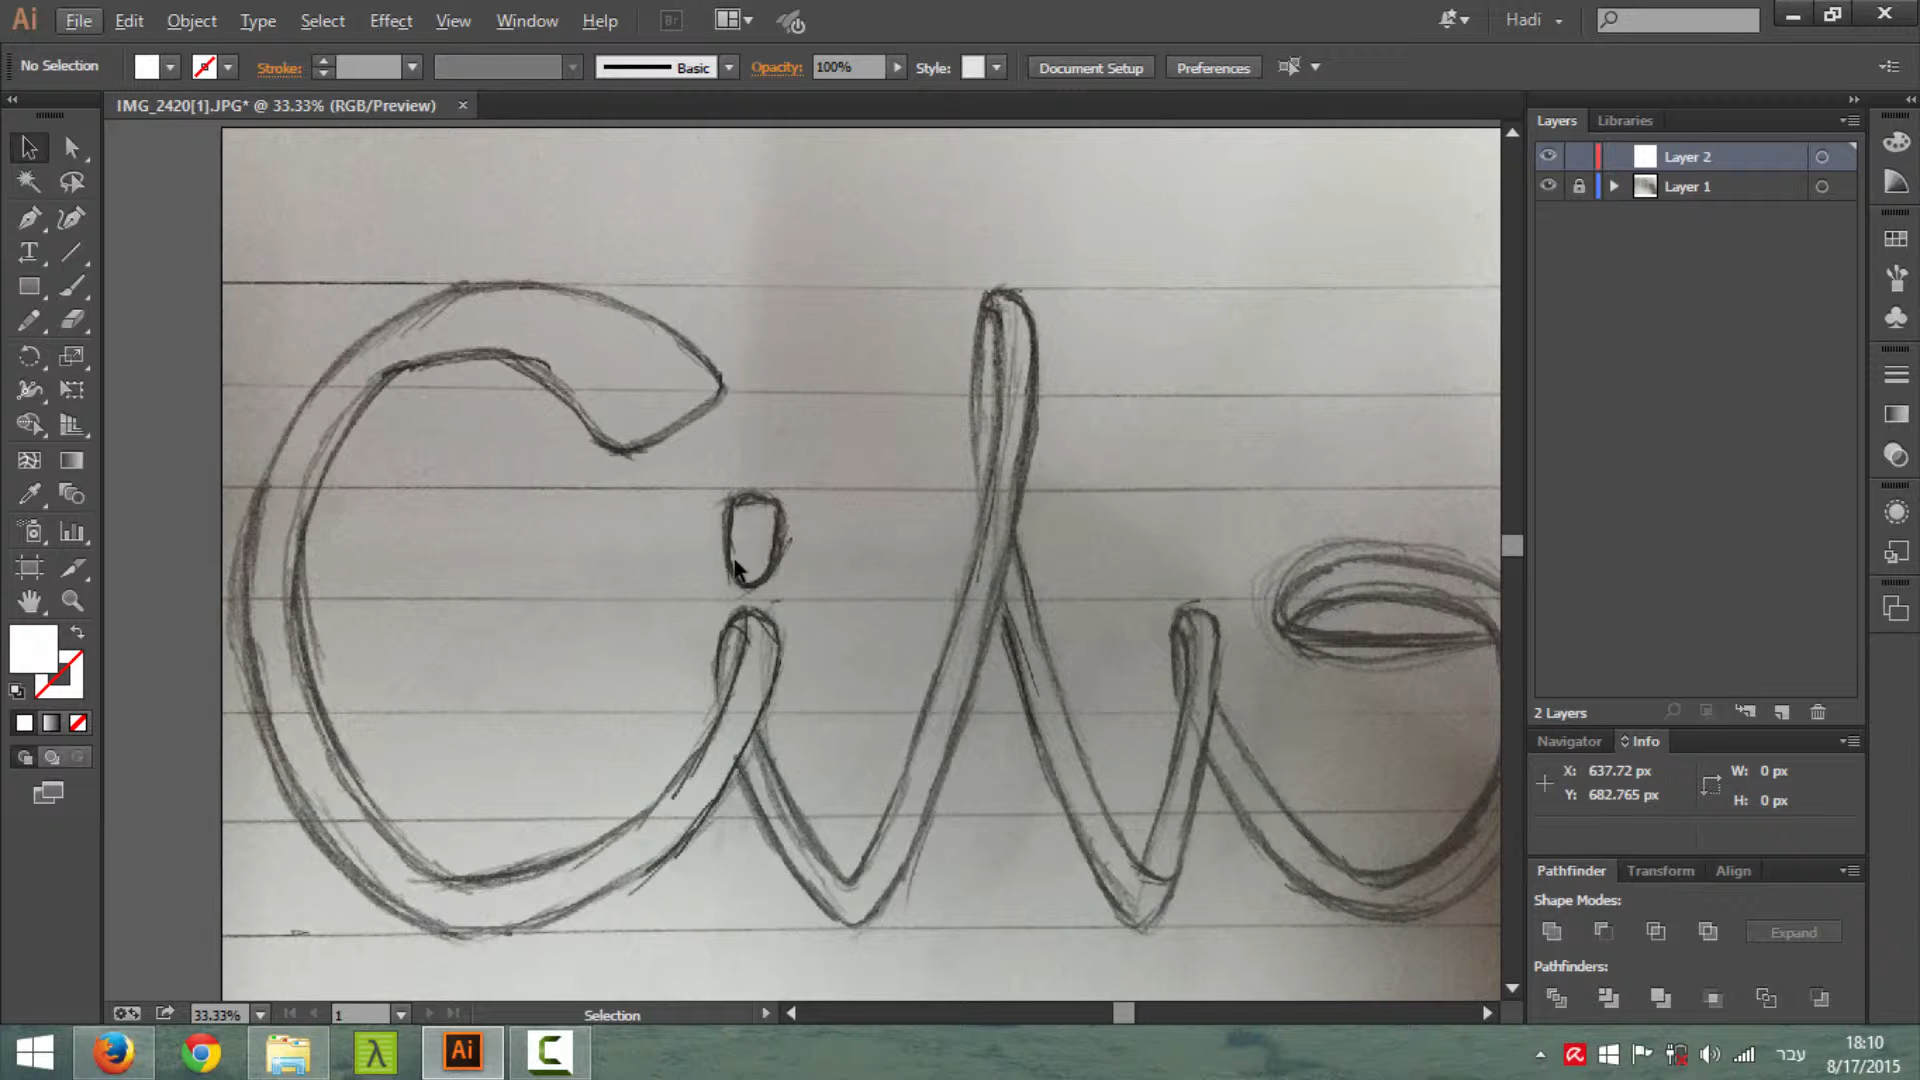 Ai File Edit Object Type Select Effect View Window Help Br Hadi
No Selection Stroke: Basic Opacity: 100% Style: Document Setup Preferences
IMG_2420[1].JPG* @ 33.33% (RGB/Preview)
Layers Libraries
Layer 2
Layer 1
2 Layers
Navigator Info
X: 637.72 px W: 0 px
Y: 682.765 px H: 0 px
Pathfinder Transform Align
Shape Modes:
Expand
Pathfinders:
33.33% 1 Selection
Ai
עבר
18:10
8/17/2015